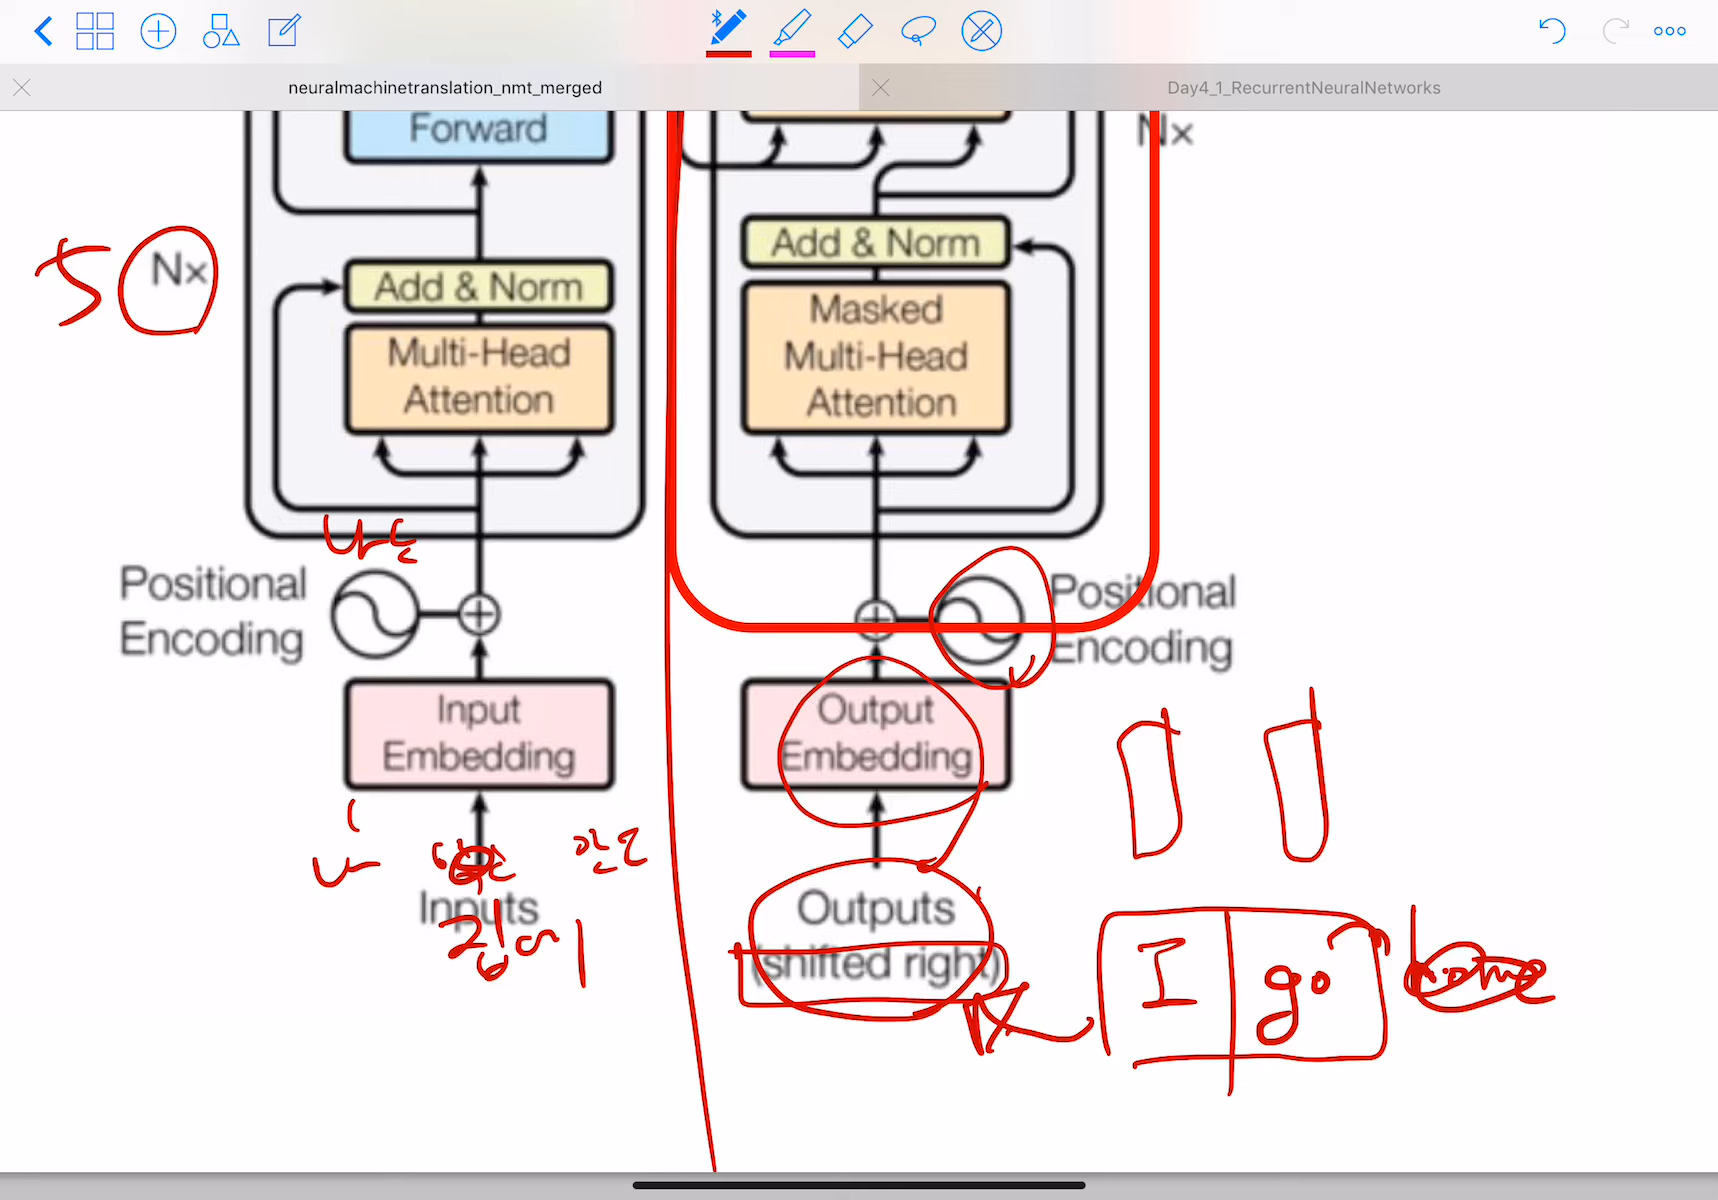 neuralmachinetranslation_nmt_merged
Day4_1_RecurrentNeuralNetworks
Forward
Nx
5
Nx
Add & Norm
Add & Norm
Multi-Head
Attention
Masked
Multi-Head
Attention
Positional
Encoding
Positional
Encoding
Input
Embedding
Output
Embedding
Inputs
Outputs
(shifted right)
I go home